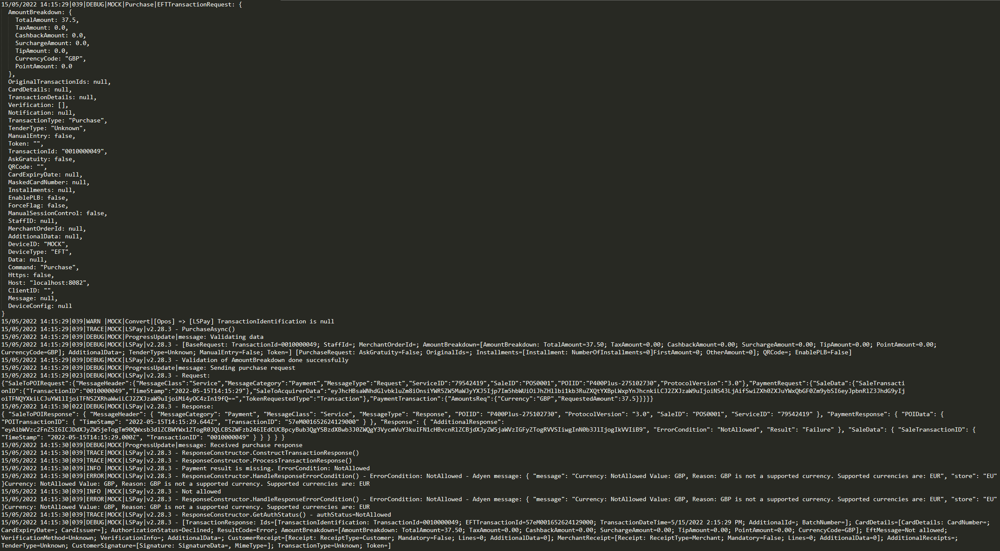 15/05/2022 14:15:29|039|DEBUG|MOCK|Purchase|EFTTransactionRequest: {
AmountBreakdown: {
TotalAmount: 37.5,
TaxAmount: 0.0,
CashbackAmount: 0.0,
SurchargeAmount: 0.0,
TipAmount: 0.0,
CurrencyCode: "GBP",
PointAmount: 0.0
},
OriginalTransactionIds: null,
CardDetails: null,
TransactionDetails: null,
Verification: [],
Notification: null,
TransactionType: "Purchase",
TenderType: "Unknown",
ManualEntry: false,
Token: "",
TransactionId: "0010000049",
AskGratuity: false,
QRCode: "",
CardExpiryDate: null,
MaskedCardNumber: null,
Installments: null,
EnablePLB: false,
ForceFlag: false,
ManualSessionControl: false,
StaffID: null,
MerchantOrderId: null,
AdditionalData: null,
DeviceID: "MOCK",
DeviceType: "EFT",
Data: null,
Command: "Purchase",
Https: false,
Host: "localhost:8082",
ClientID: "",
Message: null,
DeviceConfig: null
}
15/05/2022 14:15:29|039|WARN |MOCK|Convert|[Opos] => [LSPay] TransactionIdentification is null
15/05/2022 14:15:29|039|TRACE|MOCK|LSPay|v2.28.3 - PurchaseAsync()
15/05/2022 14:15:29|039|DEBUG|MOCK|ProgressUpdate|message: Validating data
15/05/2022 14:15:29|039|DEBUG|MOCK|LSPay|v2.28.3 - [BaseRequest: TransactionId=0010000049; StaffId=; MerchantOrderId=; AmountBreakdown=[AmountBreakdown: TotalAmount=37.50; TaxAmount=0.00; CashbackAmount=0.00; SurchargeAmount=0.00; TipAmount=0.00; PointAmount=0.00;
CurrencyCode=GBP]; AdditionalData=; TenderType=Unknown; ManualEntry=False; Token=] [PurchaseRequest: AskGratuity=False; OriginalIds=; Installments=[Installment: NumberOfInstallments=0]FirstAmount=0; OtherAmount=0]; QRCode=; EnablePLB=False]
15/05/2022 14:15:29|039|DEBUG|MOCK|LSPay|v2.28.3 - Validation of AmountBreakdown done successfully
15/05/2022 14:15:29|039|DEBUG|MOCK|ProgressUpdate|message: Sending purchase request
15/05/2022 14:15:29|023|DEBUG|MOCK|LSPay|v2.28.3 - Request:
{"SaleToPOIRequest":{"MessageHeader":{"MessageClass":"Service","MessageCategory":"Payment","MessageType":"Request","ServiceID":"79542419","SaleID":"POS0001","POIID":"P400Plus-275102730","ProtocolVersion":"3.0"},"PaymentRequest":{"SaleData":{"SaleTransacti
onID":{"TransactionID":"0010000049","TimeStamp":"2022-05-15T14:15:29"},"SaleToAcquirerData":"eyJhcHBsaWNhdGlvbkluZm8iOnsiYWR5ZW5MaWJyYXJ5Ijp7Im5hbWUiOiJhZHllbi1kb3RuZXQtYXBpLWxpYnJhcnkiLCJ2ZXJzaW9uIjoiNS43LjAifSwiZXh0ZXJuYWxQbGF0Zm9ybSI6eyJpbnRlZ3JhdG9yIj
oiTFNQYXkiLCJuYW1lIjoiTFNSZXRhaWwiLCJ2ZXJzaW9uIjoiMi4yOC4zIn19fQ==","TokenRequestedType":"Transaction"},"PaymentTransaction":{"AmountsReq":{"Currency":"GBP","RequestedAmount":37.5}}}}}
15/05/2022 14:15:30|022|DEBUG|MOCK|LSPay|v2.28.3 - Response:
{ "SaleToPOIResponse": { "MessageHeader": { "MessageCategory": "Payment", "MessageClass": "Service", "MessageType": "Response", "POIID": "P400Plus-275102730", "ProtocolVersion": "3.0", "SaleID": "POS0001", "ServiceID": "79542419" }, "PaymentResponse": { "POIData": {
"POITransactionID": { "TimeStamp": "2022-05-15T14:15:29.644Z", "TransactionID": "57eM001652624129000" } }, "Response": { "AdditionalResponse":
"eyAibWVzc2FnZSI6ICJDdXJyZW5jeTogTm90QWxsb3dlZCBWYWx1ZTogR0JQLCBSZWFzb246IEdCUCBpcyBub3QgYSBzdXBwb3J0ZWQgY3VycmVuY3kuIFN1cHBvcnRlZCBjdXJyZW5jaWVzIGFyZTogRVVSIiwgInN0b3JlIjogIkVVIiB9", "ErrorCondition": "NotAllowed", "Result": "Failure" }, "SaleData": { "SaleTransactionID": {
"TimeStamp": "2022-05-15T14:15:29.000Z", "TransactionID": "0010000049" } } } } }
15/05/2022 14:15:30|039|DEBUG|MOCK|ProgressUpdate|message: Received purchase response
15/05/2022 14:15:30|039|TRACE|MOCK|LSPay|v2.28.3 - ResponseConstructor.ConstructTransactionResponse()
15/05/2022 14:15:30|039|TRACE|MOCK|LSPay|v2.28.3 - ResponseConstructor.ProcessTransactionResponse()
15/05/2022 14:15:30|039|INFO |MOCK|LSPay|v2.28.3 - Payment result is missing. ErrorCondition: NotAllowed
15/05/2022 14:15:30|039|ERROR|MOCK|LSPay|v2.28.3 - ResponseConstructor.HandleResponseErrorCondition() - ErrorCondition: NotAllowed - Adyen message: { "message": "Currency: NotAllowed Value: GBP, Reason: GBP is not a supported currency. Supported currencies are: EUR", "store": "EU"
}Currency: NotAllowed Value: GBP, Reason: GBP is not a supported currency. Supported currencies are: EUR
15/05/2022 14:15:30|039|INFO |MOCK|LSPay|v2.28.3 - Not allowed
15/05/2022 14:15:30|039|ERROR|MOCK|LSPay|v2.28.3 - ResponseConstructor.HandleResponseErrorCondition() - ErrorCondition: NotAllowed - Adyen message: { "message": "Currency: NotAllowed Value: GBP, Reason: GBP is not a supported currency. Supported currencies are: EUR", "store": "EU"
}Currency: NotAllowed Value: GBP, Reason: GBP is not a supported currency. Supported currencies are: EUR
15/05/2022 14:15:30|039|TRACE|MOCK|LSPay|v2.28.3 - ResponseConstructor.GetAuthStatus() - authStatus=NotAllowed
15/05/2022 14:15:30|039|DEBUG|MOCK|LSPay|v2.28.3 - [TransactionResponse: Ids=[TransactionIdentification: TransactionId=0010000049; EFTTransactionId=57eM001652624129000; TransactionDateTime=5/15/2022 2:15:29 PM; AdditionalId=; BatchNumber=]; CardDetails=[CardDetails: CardNumber=;
CardExpiryDate=; CardIssuer=]; AuthorizationStatus=Declined; ResultCode=Error; AmountBreakdown=[AmountBreakdown: TotalAmount=37.50; TaxAmount=0.00; CashbackAmount=0.00; SurchargeAmount=0.00; TipAmount=0.00; PointAmount=0.00; CurrencyCode=GBP]; EftMessage=Not allowed;
VerificationMethod=Unknown; VerificationInfo=; AdditionalData=; CustomerReceipt=[Receipt: ReceiptType=Customer; Mandatory=False; Lines=0; AdditionalData=0]; MerchantReceipt=[Receipt: ReceiptType=Merchant; Mandatory=False; Lines=0; AdditionalData=0]; AdditionalReceipts=;
TenderType=Unknown; CustomerSignature=[Signature: SignatureData=, MimeType=]; TransactionType=Unknown; Token=]